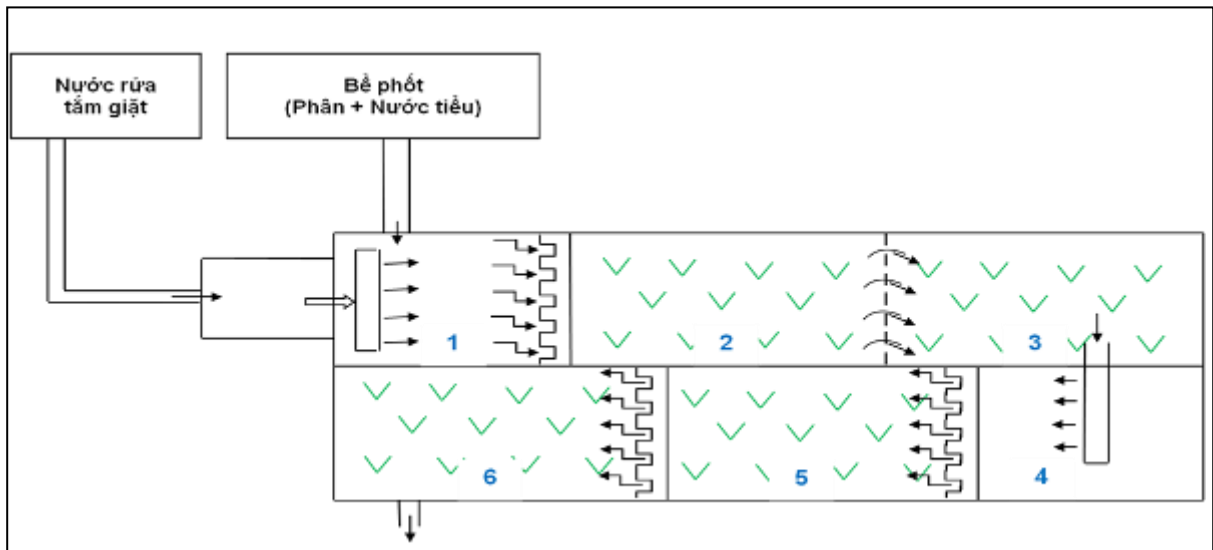 Nước rửa
tắm giặt
Bể phốt
(Phân + Nước tiểu)
1
2
3
6
5
4